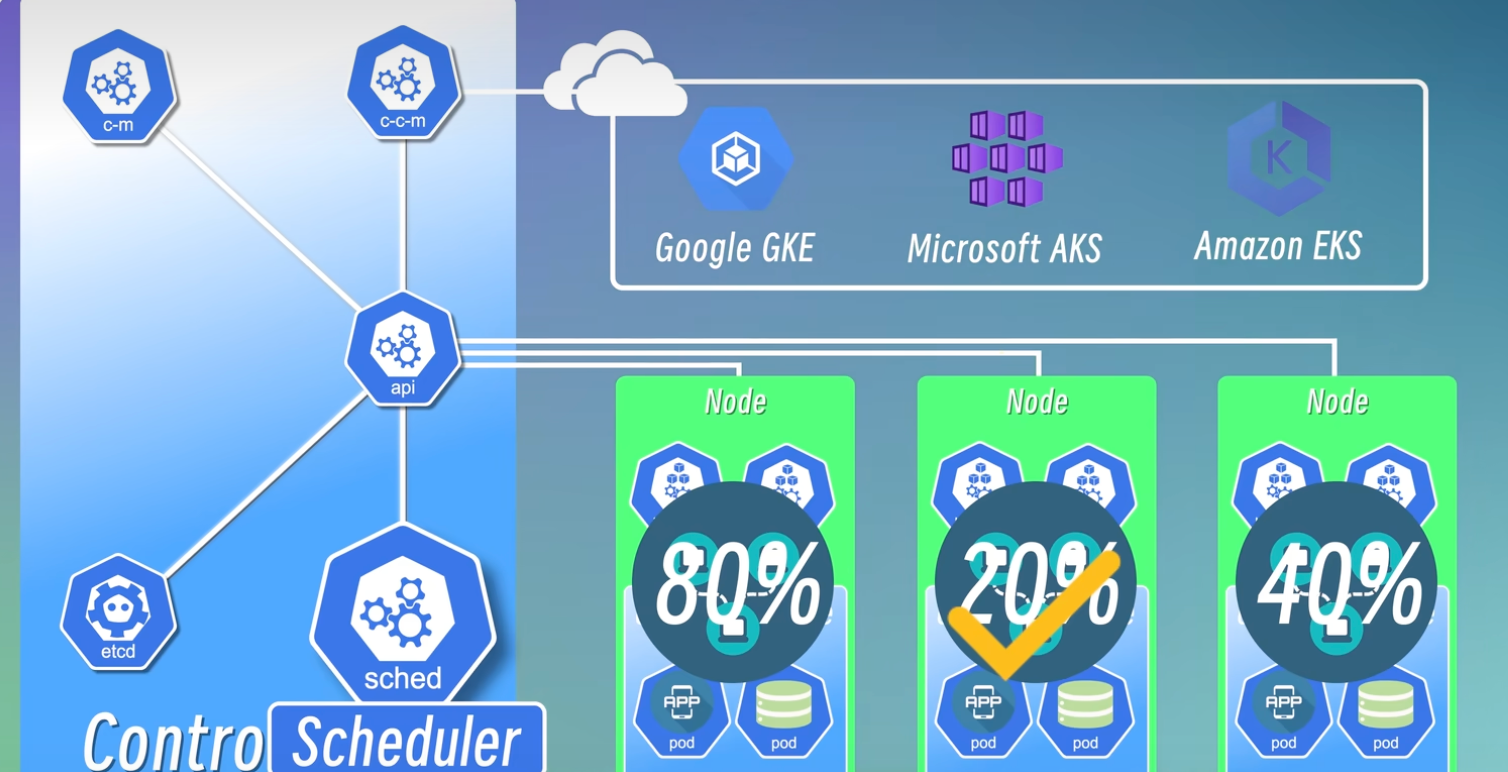 c-m
c-c-m
Google GKE
Microsoft AKS
K
Amazon EKS
api
Node
Node
Node
80%
20%
40%
etcd
sched
APP
APP
APP
pod
pod
pod
pod
pod
pod
Contro
Scheduler